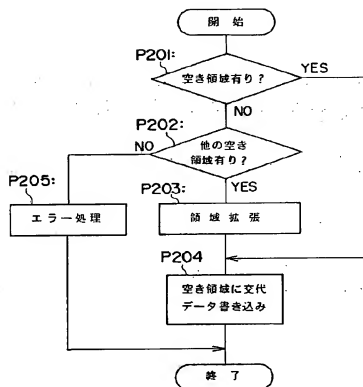 開始
P201:
空き領域有り?
YES
NO
P202:
他の空き
領域有り?
NO
YES
P205:
エラー処理
P203:
領域拡張
P204
空き領域に交代
データ書き込み
終了